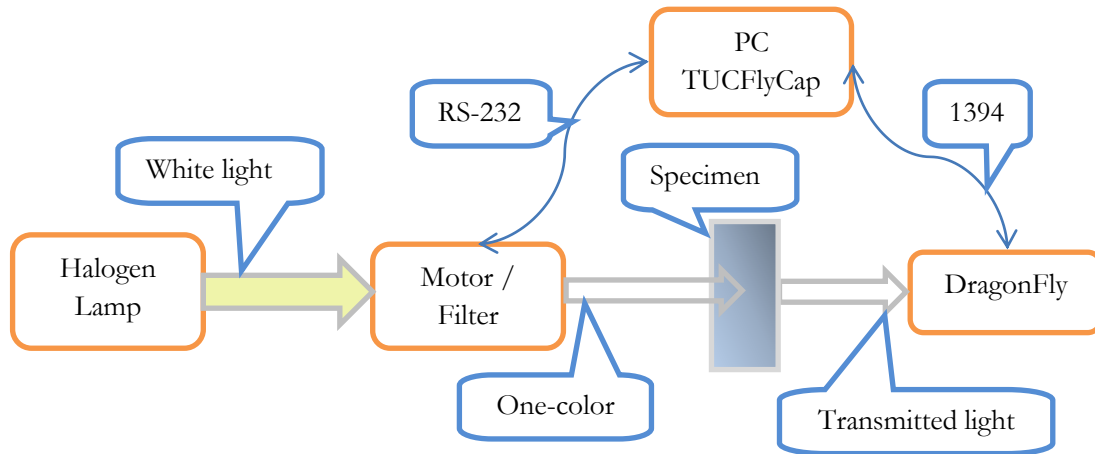 PC
TUCFlyCap
RS-232
1394
White light
Specimen
Halogen
Lamp
Motor /
Filter
DragonFly
One-color
Transmitted light